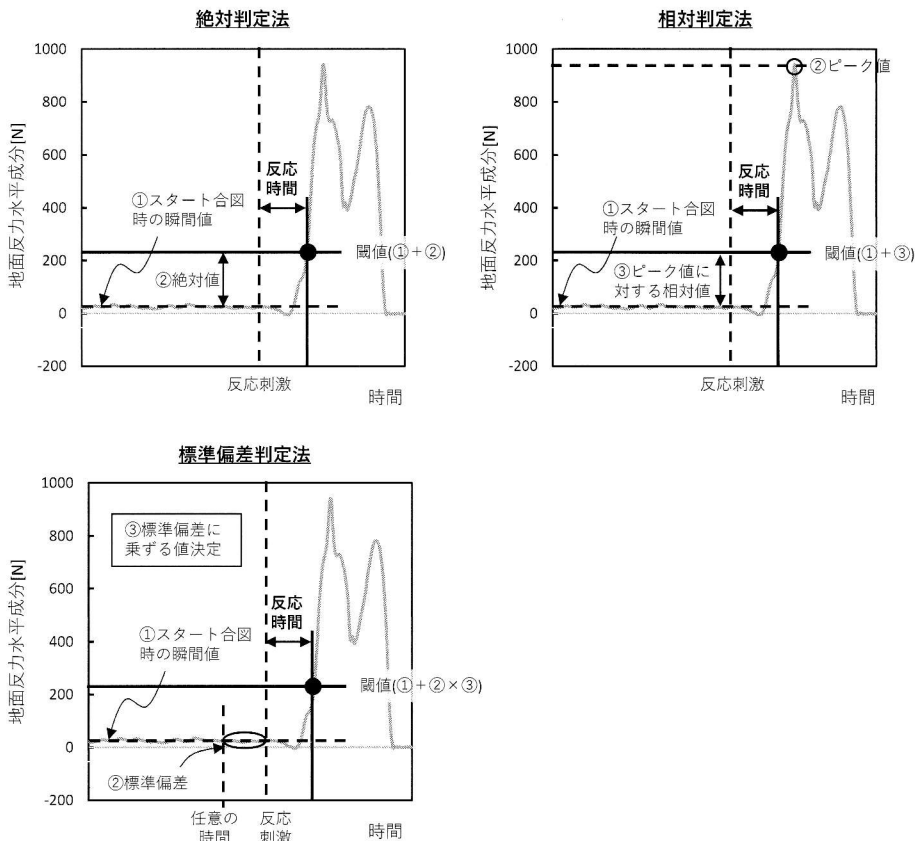 絶対判定法
1000
800
600
400
200
0
-200
地面反力水平成分[N]
①スタート合図
時の瞬間値
反応
時間
②絶対値
閾値(①+②)
反応刺激
時間
相対判定法
1000
800
600
400
200
0
-200
地面反力水平成分[N]
②ピーク値
①スタート合図
時の瞬間値
反応
時間
③ピーク値に
対する相対値
閾値(①+③)
反応刺激
時間
標準偏差判定法
1000
800
600
400
200
0
-200
地面反力水平成分[N]
③標準偏差に
乗ずる値決定
①スタート合図
時の瞬間値
反応
時間
閾値(①+②×③)
②標準偏差
任意の
時間
反応
刺激
時間